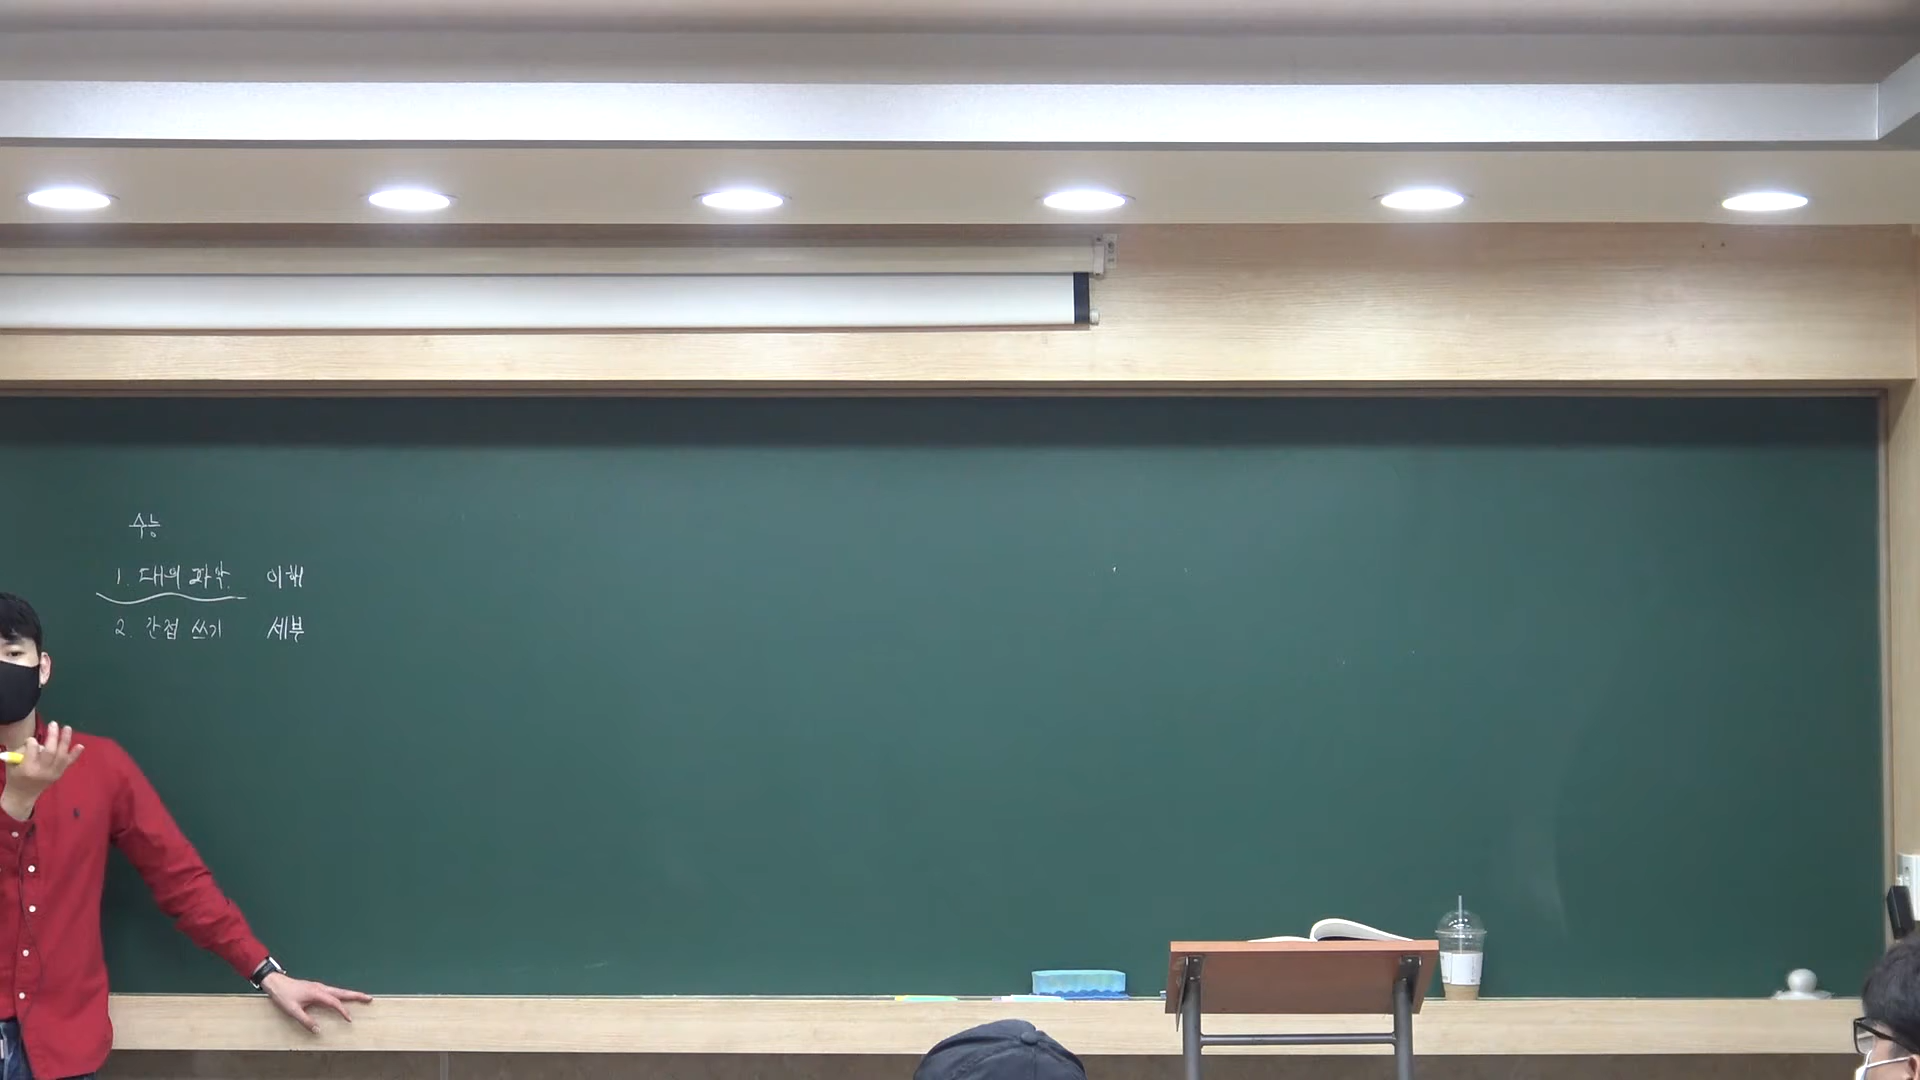 수능
1. 대의 파악 이해
2. 간접 쓰기 세부